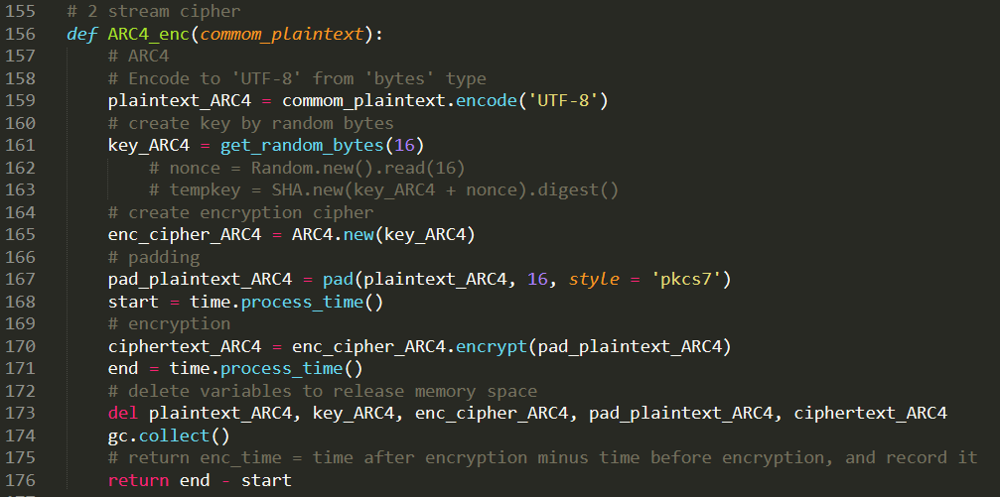 155 # 2 stream cipher
156 def ARC4_enc(commom_plaintext):
157     # ARC4
158     # Encode to 'UTF-8' from 'bytes' type
159     plaintext_ARC4 = commom_plaintext.encode('UTF-8')
160     # create key by random bytes
161     key_ARC4 = get_random_bytes(16)
162         # nonce = Random.new().read(16)
163         # tempkey = SHA.new(key_ARC4 + nonce).digest()
164     # create encryption cipher
165     enc_cipher_ARC4 = ARC4.new(key_ARC4)
166     # padding
167     pad_plaintext_ARC4 = pad(plaintext_ARC4, 16, style = 'pkcs7')
168     start = time.process_time()
169     # encryption
170     ciphertext_ARC4 = enc_cipher_ARC4.encrypt(pad_plaintext_ARC4)
171     end = time.process_time()
172     # delete variables to release memory space
173     del plaintext_ARC4, key_ARC4, enc_cipher_ARC4, pad_plaintext_ARC4, ciphertext_ARC4
174     gc.collect()
175     # return enc_time = time after encryption minus time before encryption, and record it
176     return end - start